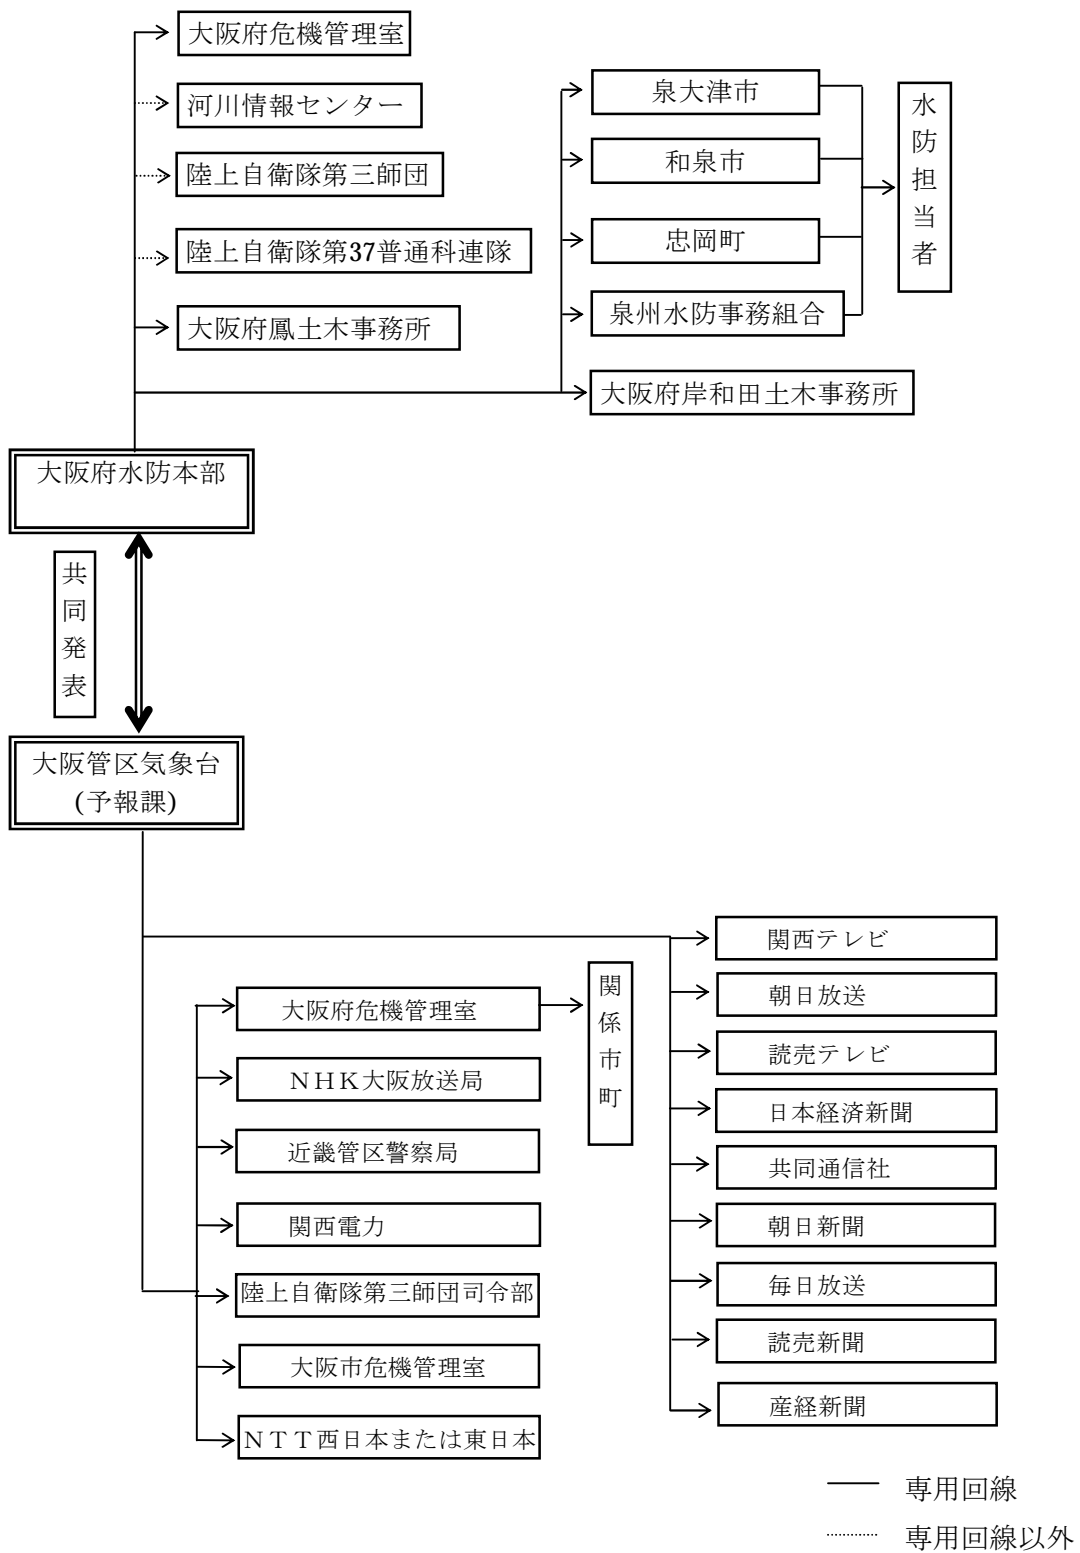 大阪府危機管理室
河川情報センター
陸上自衛隊第三師団
陸上自衛隊第37普通科連隊
大阪府鳳土木事務所
泉大津市
和泉市
忠岡町
泉州水防事務組合
大阪府岸和田土木事務所
水防担当者
大阪府水防本部
共同発表
大阪管区気象台
(予報課)
大阪府危機管理室
NHK大阪放送局
近畿管区警察局
関西電力
陸上自衛隊第三師団司令部
大阪市危機管理室
NTT西日本または東日本
関係市町
関西テレビ
朝日放送
読売テレビ
日本経済新聞
共同通信社
朝日新聞
毎日放送
読売新聞
産経新聞
専用回線
専用回線以外